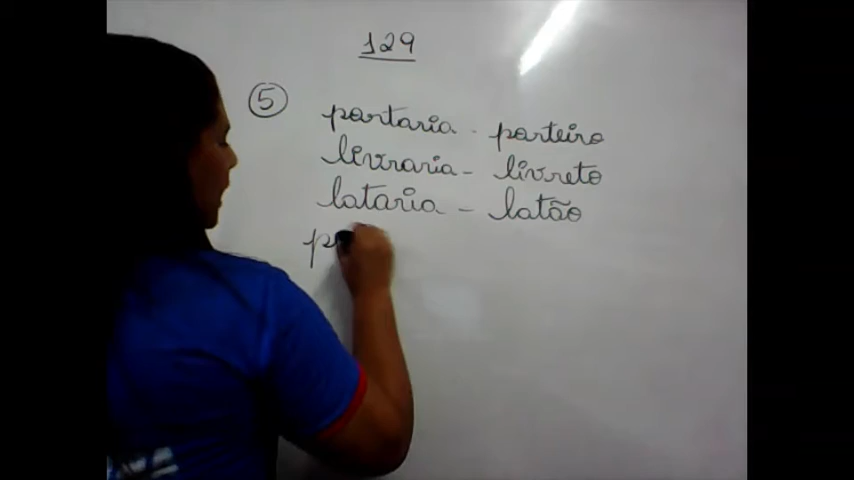 129
5 portaria - porteiro
livraria - livreto
lataria - latão